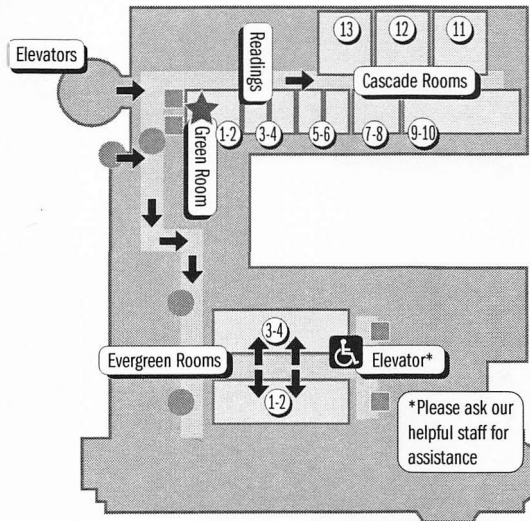 13
12
11
Elevators
Readings
Cascade Rooms
Green Room
1-2
3-4
5-6
7-8
9-10
3-4
Evergreen Rooms
Elevator*
1-2
*Please ask our
helpful staff for
assistance